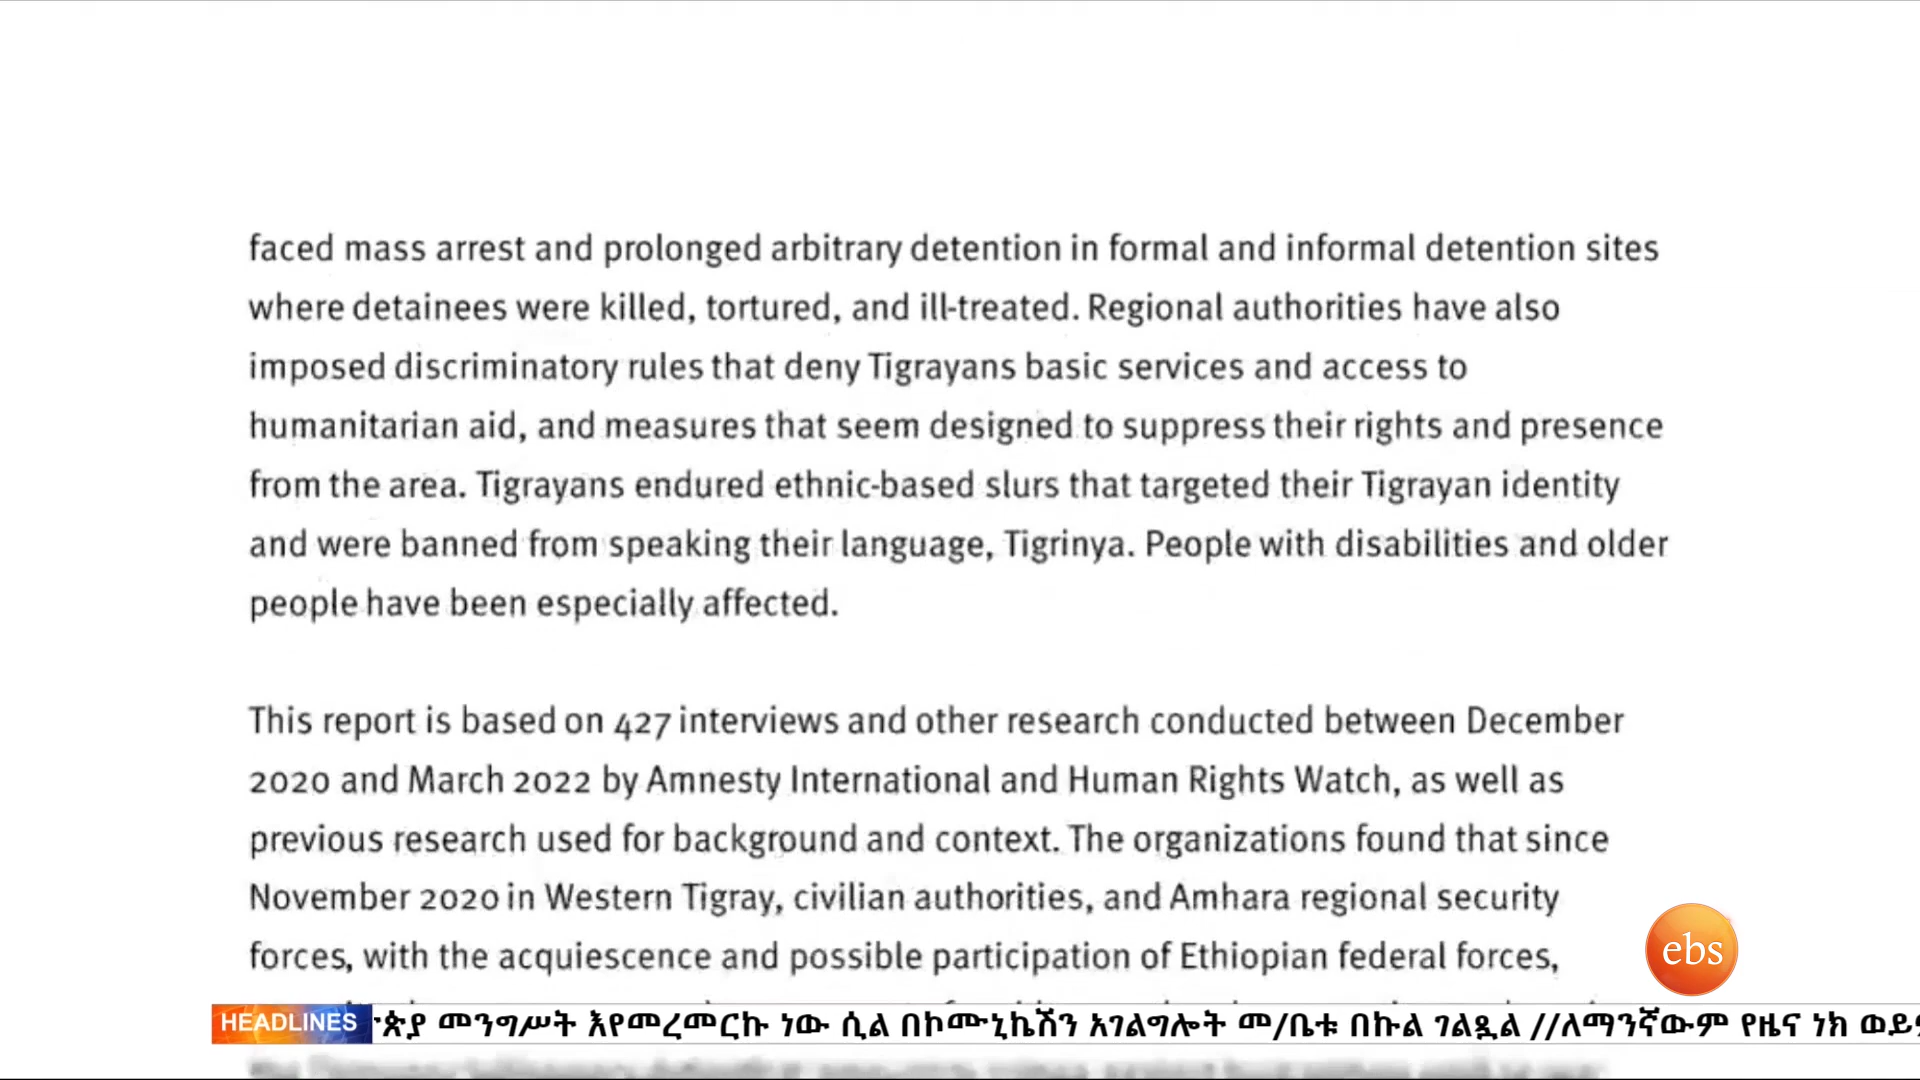 faced mass arrest and prolonged arbitrary detention in formal and informal detention sites
where detainees were killed, tortured, and ill-treated. Regional authorities have also
imposed discriminatory rules that deny Tigrayans basic services and access to
humanitarian aid, and measures that seem designed to suppress their rights and presence
from the area. Tigrayans endured ethnic-based slurs that targeted their Tigrayan identity
and were banned from speaking their language, Tigrinya. People with disabilities and older
people have been especially affected.
This report is based on 427 interviews and other research conducted between December
2020 and March 2022 by Amnesty International and Human Rights Watch, as well as
previous research used for background and context. The organizations found that since
November 2020 in Western Tigray, civilian authorities, and Amhara regional security
forces, with the acquiescence and possible participation of Ethiopian federal forces,
ebs
HEADLINES መንግሥት እየመረመርኩ ነው ሲል በኮሙኒኬሽን አገልግሎት መ/ቤቱ በኩል ገልጿል //ለማንኛውም የዜና ነክ